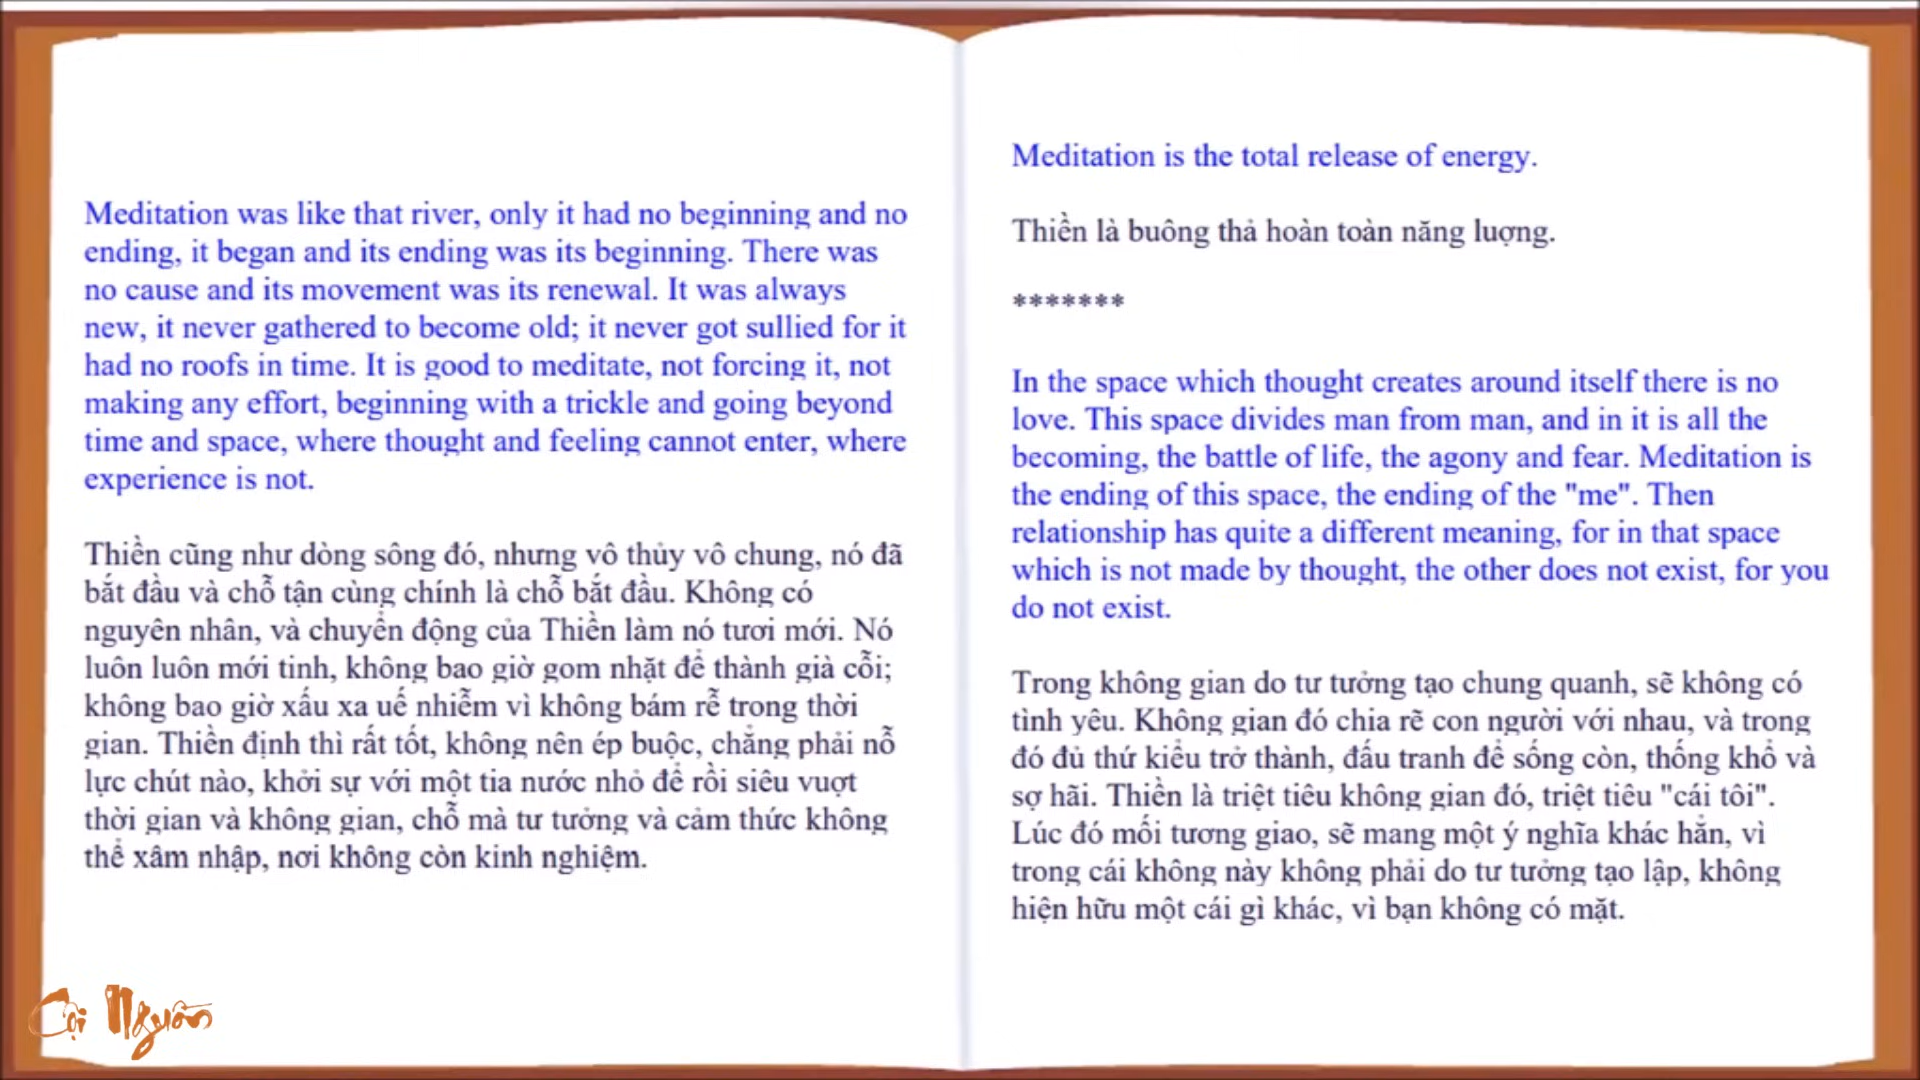 Meditation was like that river, only it had no beginning and no
ending, it began and its ending was its beginning. There was
no cause and its movement was its renewal. It was always
new, it never gathered to become old; it never got sullied for it
had no roofs in time. It is good to meditate, not forcing it, not
making any effort, beginning with a trickle and going beyond
time and space, where thought and feeling cannot enter, where
experience is not.
Thiền cũng như dòng sông đó, nhưng vô thủy vô chung, nó đã
bắt đầu và chỗ tận cùng chính là chỗ bắt đầu. Không có
nguyên nhân, và chuyển động của Thiền làm nó tươi mới. Nó
luôn luôn mới tinh, không bao giờ gom nhặt để thành già cỗi;
không bao giờ xấu xa uế nhiễm vì không bám rễ trong thời
gian. Thiền định thì rất tốt, không nên ép buộc, chẳng phải nỗ
lực chút nào, khởi sự với một tia nước nhỏ để rồi siêu vuợt
thời gian và không gian, chỗ mà tư tưởng và cảm thức không
thể xâm nhập, nơi không còn kinh nghiệm.
Cội Nguồn
Meditation is the total release of energy.
Thiền là buông thả hoàn toàn năng luợng.
*******
In the space which thought creates around itself there is no
love. This space divides man from man, and in it is all the
becoming, the battle of life, the agony and fear. Meditation is
the ending of this space, the ending of the "me". Then
relationship has quite a different meaning, for in that space
which is not made by thought, the other does not exist, for you
do not exist.
Trong không gian do tư tưởng tạo chung quanh, sẽ không có
tình yêu. Không gian đó chia rẽ con người với nhau, và trong
đó đủ thứ kiểu trở thành, đấu tranh để sống còn, thống khổ và
sợ hãi. Thiền là triệt tiêu không gian đó, triệt tiêu "cái tôi".
Lúc đó mối tương giao, sẽ mang một ý nghĩa khác hẳn, vì
trong cái không này không phải do tư tưởng tạo lập, không
hiện hữu một cái gì khác, vì bạn không có mặt.